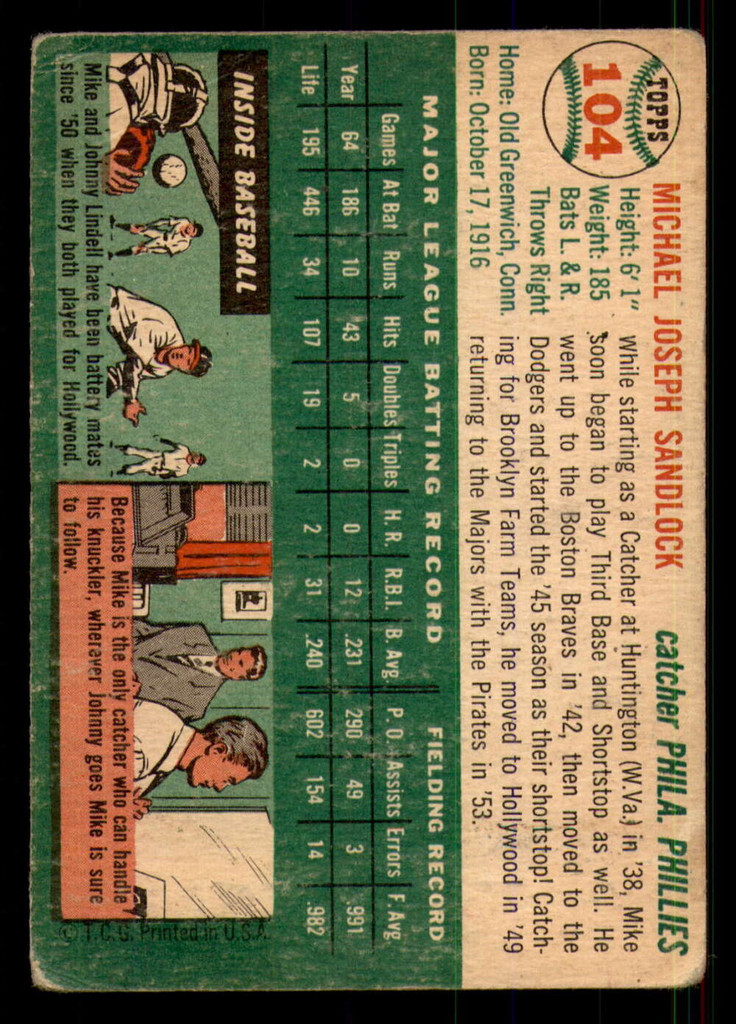 TOPPS
104
MICHAEL JOSEPH SANDLOCK
catcher PHILA. PHILLIES
Height: 6'1"
Weight: 185
Bats L. & R.
Throws Right
Home: Old Greenwich, Conn.
Born: October 17, 1916
While starting as a Catcher at Huntington (W.Va.) in '38, Mike
soon began to play Third Base and Shortstop as well. He
went up to the Boston Braves in '42, then moved to the
Dodgers and started the '45 season as their shortstop! Catch-
ing for Brooklyn Farm Teams, he moved to Hollywood in '49
returning to the Majors with the Pirates in '53.
MAJOR LEAGUE BATTING RECORD FIELDING RECORD
Games At Bat Runs Hits Doubles Triples H. R. R.B.I. B. Avg. P. O. Assists Errors F. Avg
Year 64 186 10 43 5 0 0 12 .231 290 49 3 .991
Life 195 446 34 107 19 2 2 31 .240 602 154 14 .982
INSIDE BASEBALL
Mike and Johnny Lindell have been battery mates
since '50 when they both played for Hollywood.
Because Mike is the only catcher who can handle
his knuckler, wherever Johnny goes Mike is sure
to follow.
© T.C.G. Printed in U.S.A.